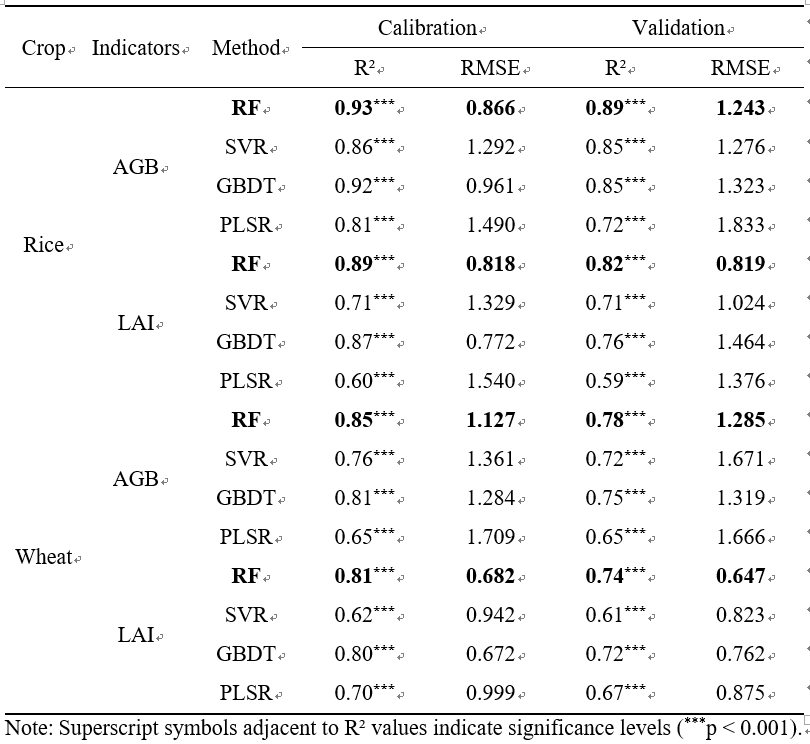 Crop Indicators Method Calibration Validation
R² RMSE R² RMSE
RF 0.93*** 0.866 0.89*** 1.243
SVR 0.86*** 1.292 0.85*** 1.276
AGB
GBDT 0.92*** 0.961 0.85*** 1.323
PLSR 0.81*** 1.490 0.72*** 1.833
Rice
RF 0.89*** 0.818 0.82*** 0.819
SVR 0.71*** 1.329 0.71*** 1.024
LAI
GBDT 0.87*** 0.772 0.76*** 1.464
PLSR 0.60*** 1.540 0.59*** 1.376
RF 0.85*** 1.127 0.78*** 1.285
SVR 0.76*** 1.361 0.72*** 1.671
AGB
GBDT 0.81*** 1.284 0.75*** 1.319
PLSR 0.65*** 1.709 0.65*** 1.666
Wheat
RF 0.81*** 0.682 0.74*** 0.647
SVR 0.62*** 0.942 0.61*** 0.823
LAI
GBDT 0.80*** 0.672 0.72*** 0.762
PLSR 0.70*** 0.999 0.67*** 0.875
Note: Superscript symbols adjacent to R² values indicate significance levels (***p < 0.001).